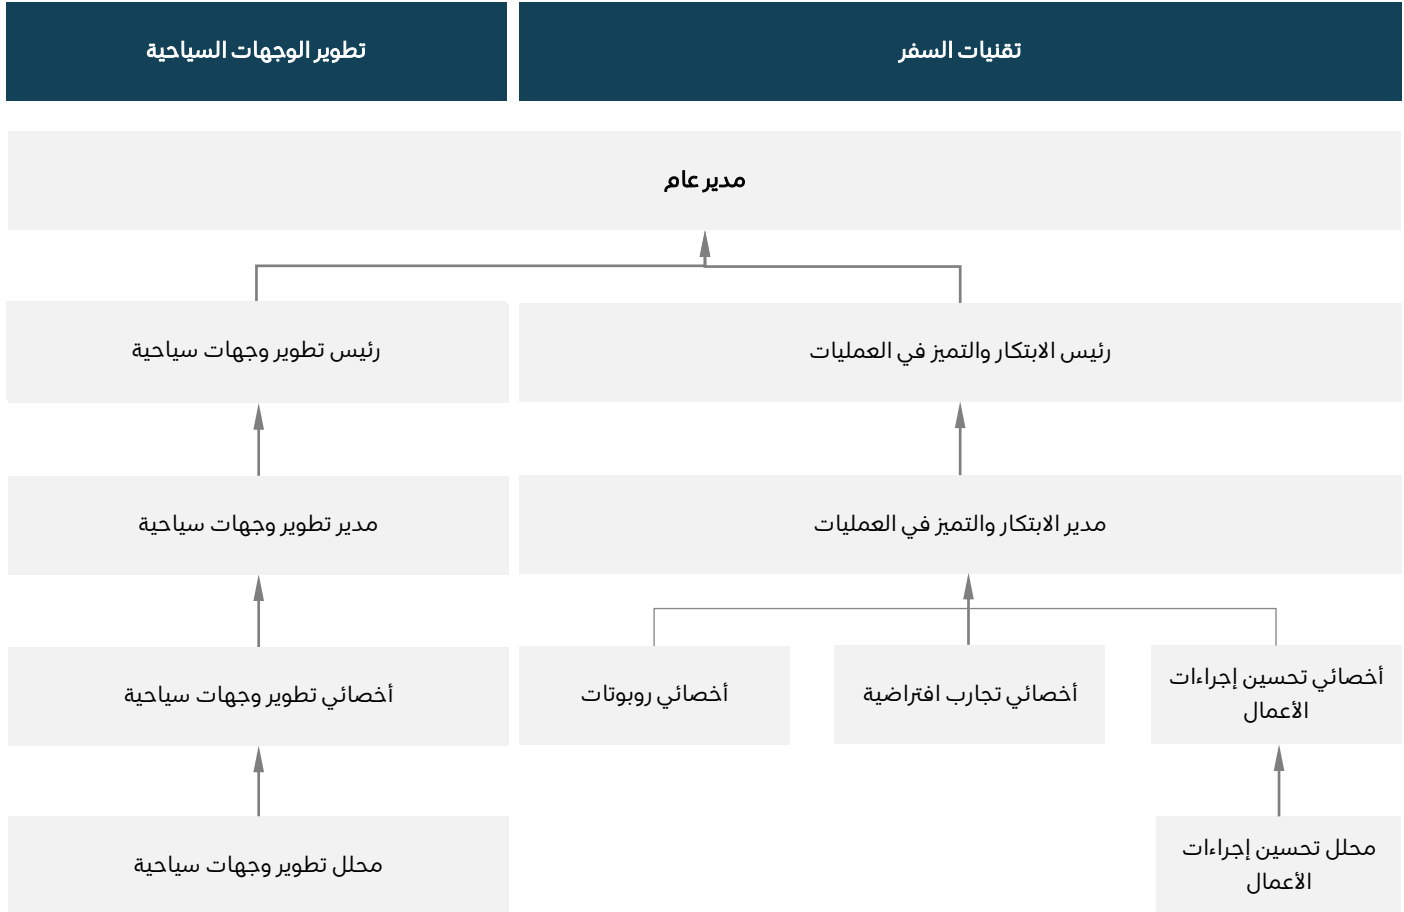 تقنيات السفر
تطوير الوجهات السياحية
مدير عام
رئيس الابتكار والتميز في العمليات
رئيس تطوير وجهات سياحية
مدير الابتكار والتميز في العمليات
مدير تطوير وجهات سياحية
أخصائي تحسين إجراءات
الأعمال
أخصائي تجارب افتراضية
أخصائي روبوتات
أخصائي تطوير وجهات سياحية
محلل تحسين إجراءات
الأعمال
محلل تطوير وجهات سياحية